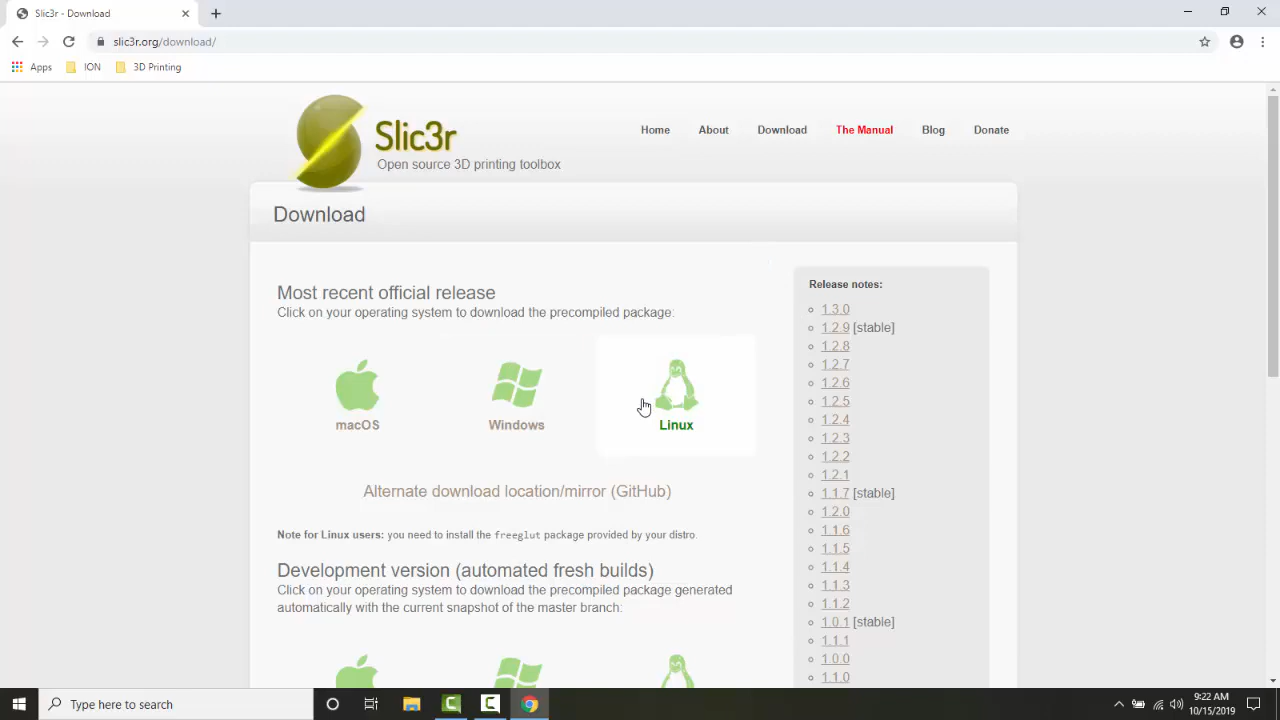 Slic3r - Download
slic3r.org/download/
Apps
ION
3D Printing
Slic3r
Open source 3D printing toolbox
Home
About
Download
The Manual
Blog
Donate
Download
Most recent official release
Click on your operating system to download the precompiled package:
macOS
Windows
Linux
Alternate download location/mirror (GitHub)
Note for Linux users: you need to install the freeglut package provided by your distro.
Development version (automated fresh builds)
Click on your operating system to download the precompiled package generated
automatically with the current snapshot of the master branch:
Release notes:
1.3.0
1.2.9 [stable]
1.2.8
1.2.7
1.2.6
1.2.5
1.2.4
1.2.3
1.2.2
1.2.1
1.1.7 [stable]
1.2.0
1.1.6
1.1.5
1.1.4
1.1.3
1.1.2
1.0.1 [stable]
1.1.1
1.0.0
1.1.0
Type here to search
9:22 AM
10/15/2019